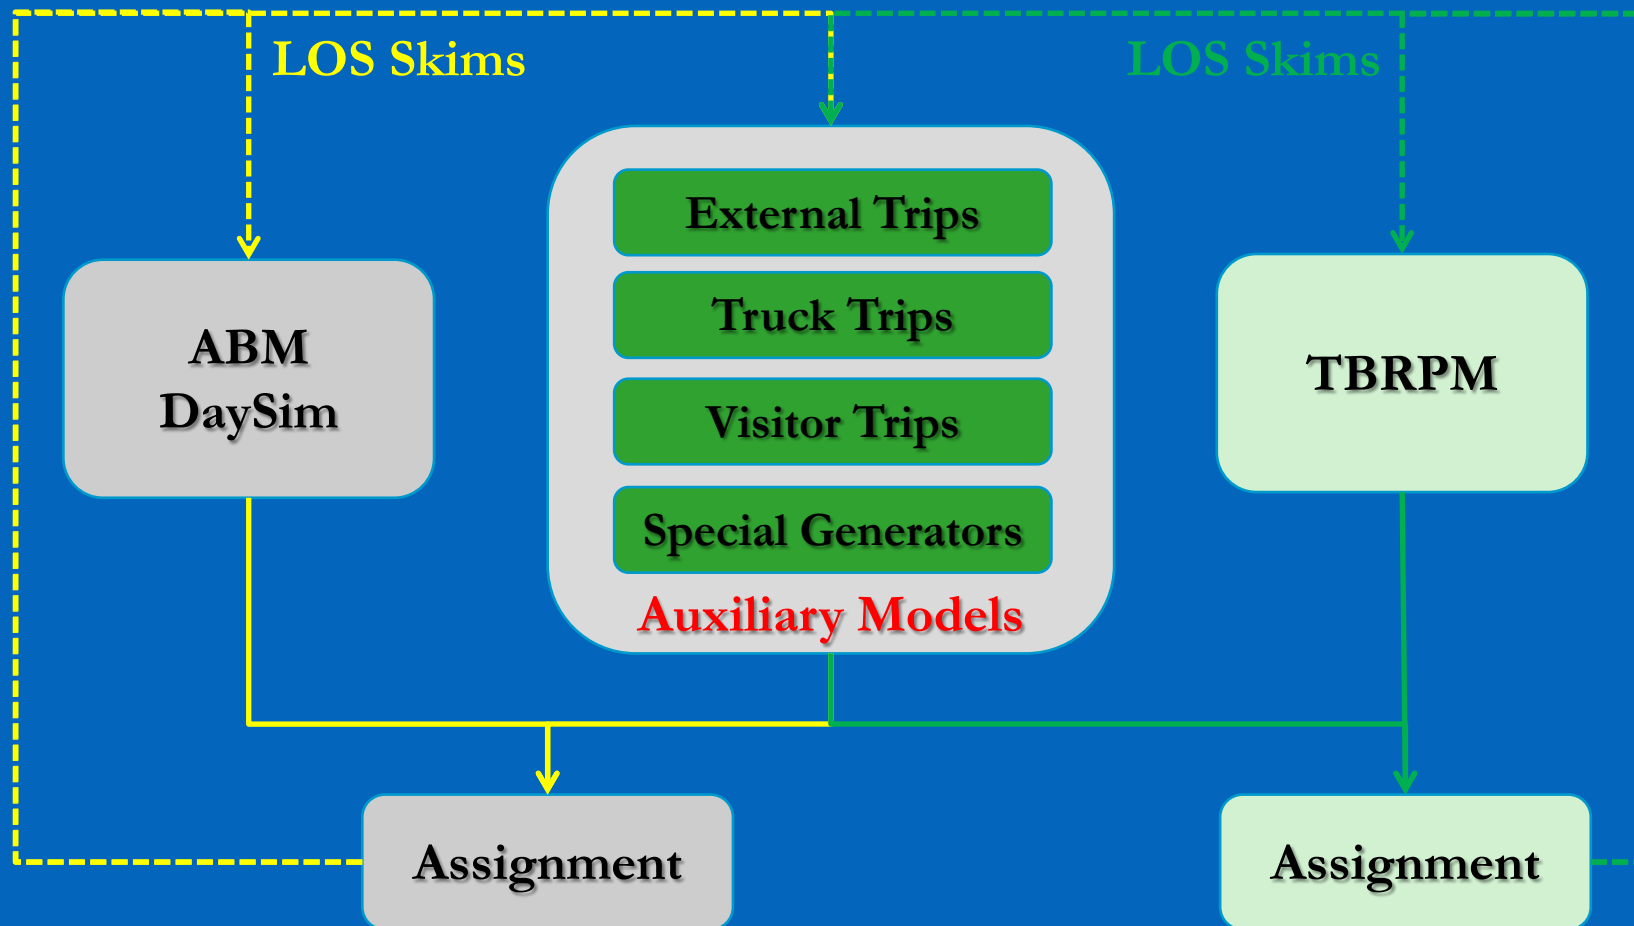 LOS Skims
LOS Skims
External Trips
Truck Trips
Visitor Trips
Special Generators
Auxiliary Models
ABM
DaySim
TBRPM
Assignment
Assignment